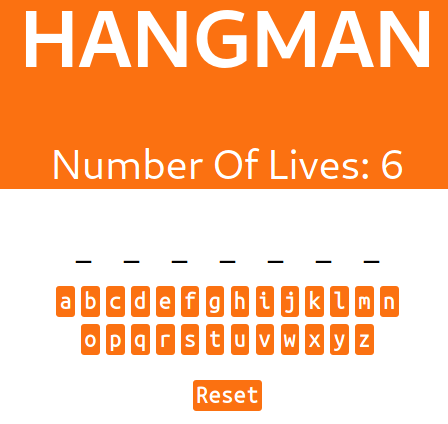 HANGMAN
Number Of Lives: 6
_ _ _ _ _ _ _
a b c d e f g h i j k l m n
o p q r s t u v w x y z
Reset